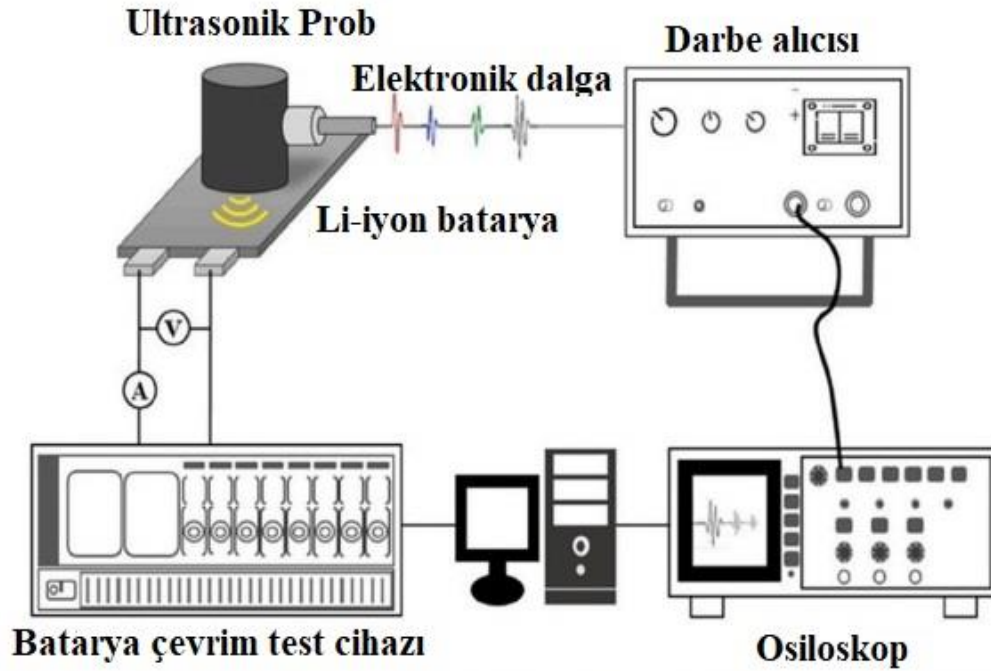 Ultrasonik Prob
Darbe alıcısı
Elektronik dalga
Li-iyon batarya
V
A
Batarya çevrim test cihazı
Osiloskop